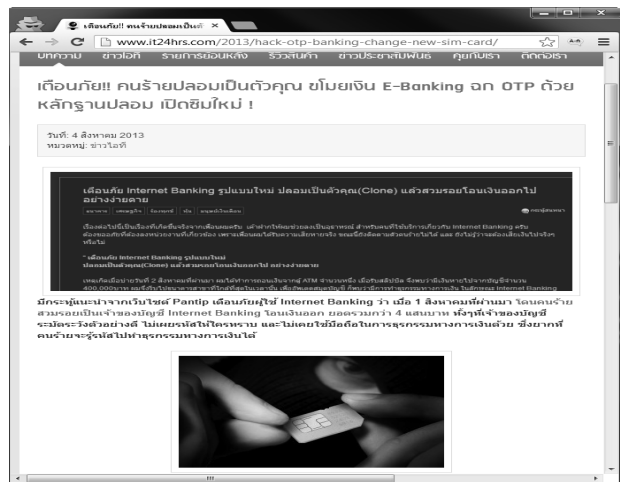 เตือนภัย!! คนร้ายปลอมเป็นตัว
www.it24hrs.com/2013/hack-otp-banking-change-new-sim-card/
บทความ ข่าวไอที รายการย้อนหลัง รีวิวสินค้า ข่าวประชาสัมพันธ์ คุยกับเรา ติดต่อเรา
เตือนภัย!! คนร้ายปลอมเป็นตัวคุณ ขโมยเงิน E-Banking ฉก OTP ด้วย
หลักฐานปลอม เปิดซิมใหม่ !
วันที่: 4 สิงหาคม 2013
หมวดหมู่: ข่าวไอที
เตือนภัย Internet Banking รูปแบบใหม่ ปลอมเป็นตัวคุณ(Clone) แล้วสวมรอยโอนเงินออกไป
อย่างง่ายดาย
ธนาคาร เศรษฐกิจ
" เตือนภัย Internet Banking รูปแบบใหม่
ปลอมเป็นตัวคุณ(Clone) แล้วสวมรอยโอนเงินออกไป อย่างง่ายดาย
มีกระทู้แนะนำจากเว็บไซต์ Pantip เตือนภัยผู้ใช้ Internet Banking ว่า เมื่อ 1 สิงหาคมที่ผ่านมา โดนคนร้าย
สวมรอยเป็นเจ้าของบัญชี Internet Banking โอนเงินออก ยอดรวมกว่า 4 แสนบาท ทั้งๆที่เจ้าของบัญชี
ระมัดระวังตัวอย่างดี ไม่เผยรหัสให้ใครทราบ และไม่เคยใช้มือถือในการธุรกรรมทางการเงินด้วย ซึ่งยากที่
คนร้ายจะรู้รหัสไปทำธุรกรรมทางการเงินได้